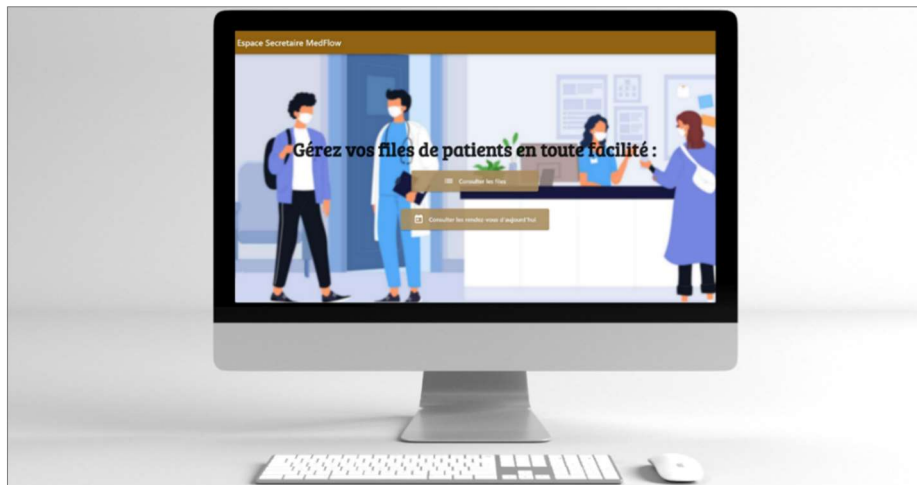 Espace Secretaire MedFlow
Gérez vos files de patients en toute facilité :
Consulter les files
Consulter les rendez-vous d'aujourd'hui